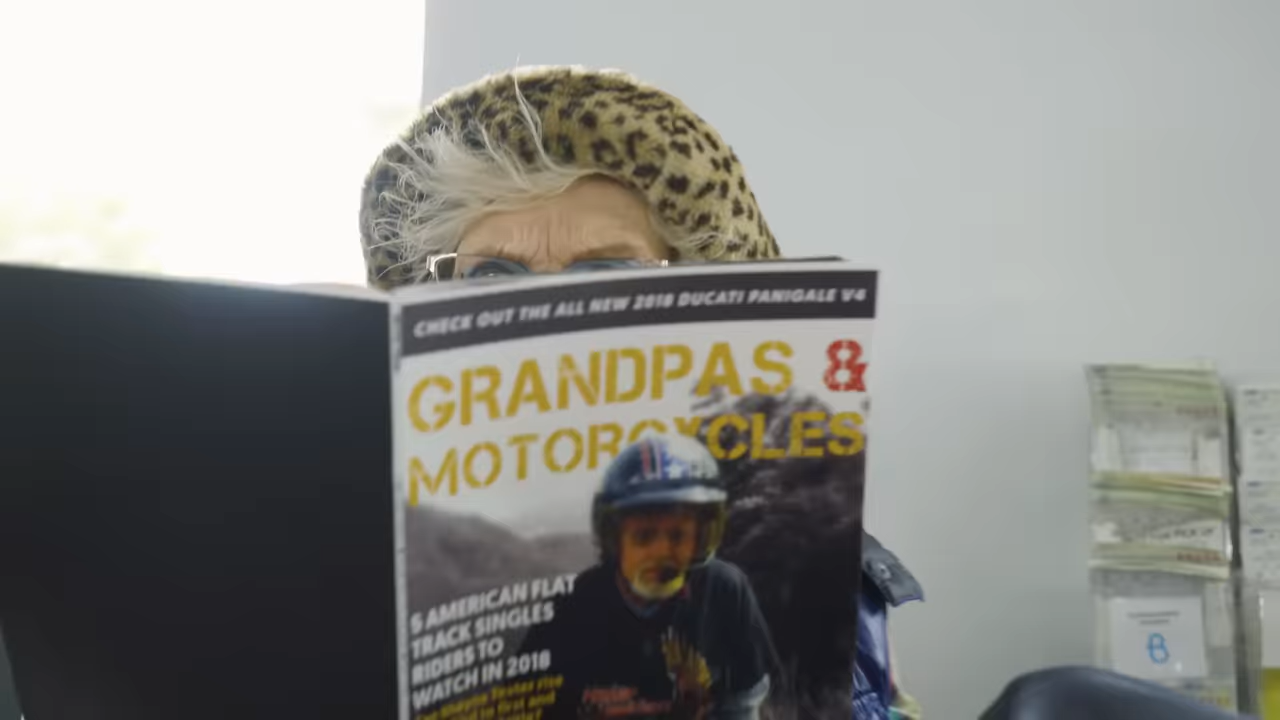 CHECK OUT THE ALL NEW 2018 DUCATI PANIGALE V4
GRANDPAS &
MOTORCYCLES
5 AMERICAN FLAT
TRACK SINGLES
RIDERS TO
WATCH IN 2018